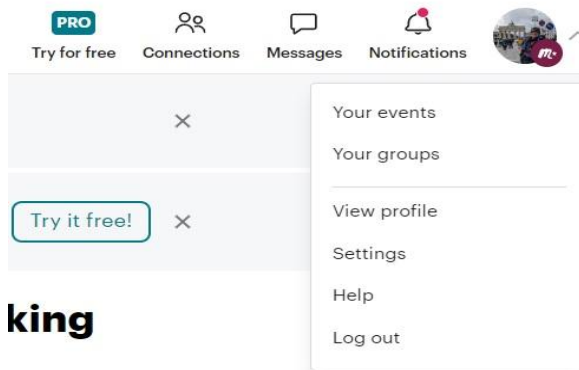 PRO
Try for free
Connections
Messages
Notifications
m+
Your events
Your groups
View profile
Try it free!
Settings
Help
king
Log out